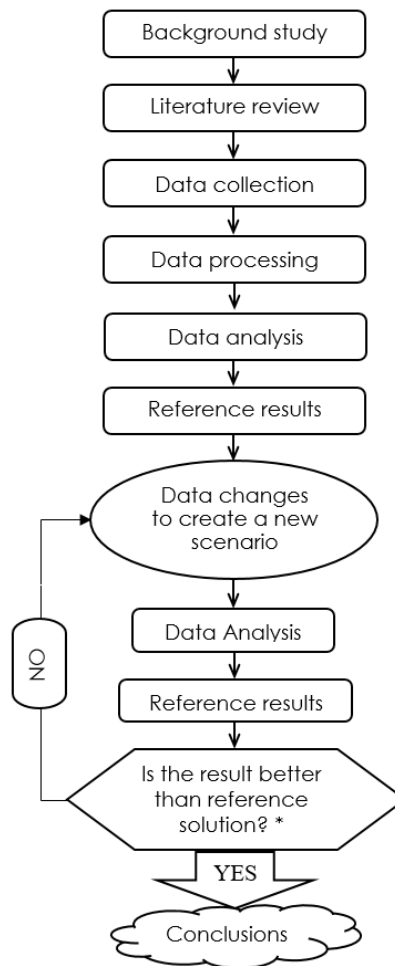 Background study
Literature review
Data collection
Data processing
Data analysis
Reference results
Data changes
to create a new
scenario
Data Analysis
NO
Reference results
Is the result better
than reference
solution? *
YES
Conclusions